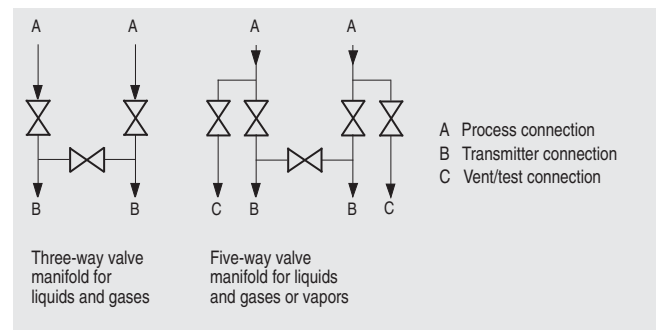 A A A A
A Process connection
B Transmitter connection
C Vent/test connection
B B C B B C
Three-way valve
manifold for
liquids and gases
Five-way valve
manifold for liquids
and gases or vapors